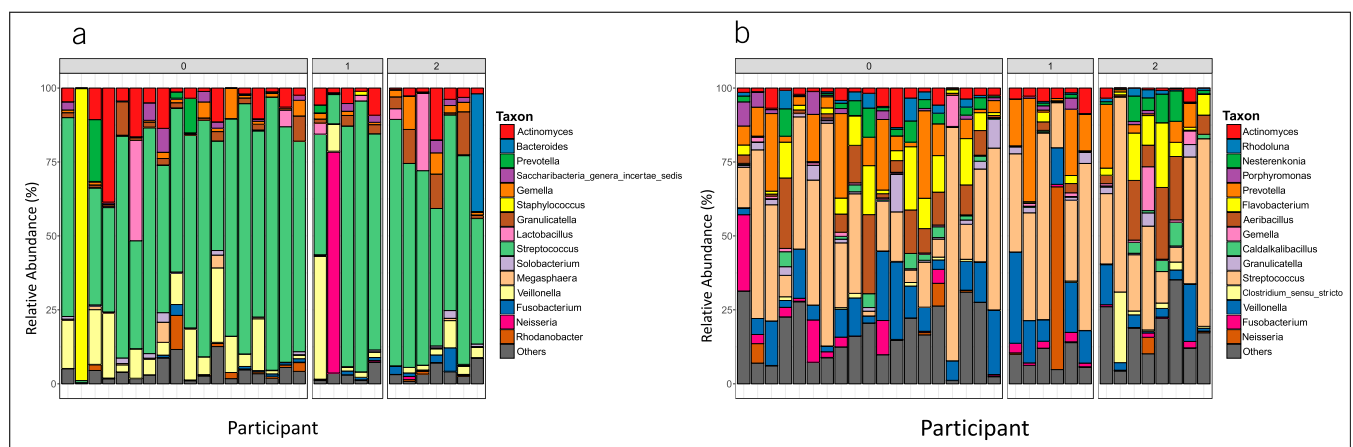 a
0 1 2
100
75
50
25
0
Relative Abundance (%)
Participant
Taxon
Actinomyces
Bacteroides
Prevotella
Saccharibacteria_genera_incertae_sedis
Gemella
Staphylococcus
Granulicatella
Lactobacillus
Streptococcus
Solobacterium
Megasphaera
Veillonella
Fusobacterium
Neisseria
Rhodanobacter
Others
b
0 1 2
100
75
50
25
0
Relative Abundance (%)
Participant
Taxon
Actinomyces
Rhodoluna
Nesterenkonia
Porphyromonas
Prevotella
Flavobacterium
Aeribacillus
Gemella
Caldalkalibacillus
Granulicatella
Streptococcus
Clostridium_sensu_stricto
Veillonella
Fusobacterium
Neisseria
Others